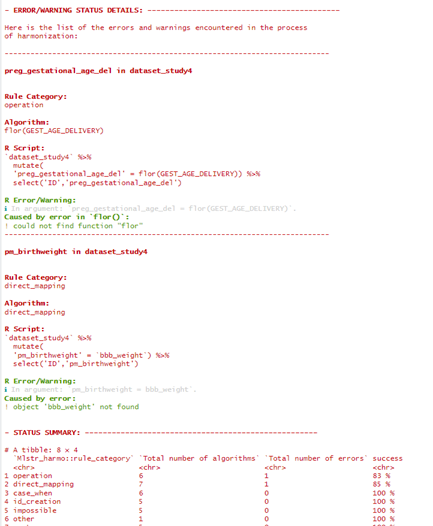 - ERROR/WARNING STATUS DETAILS: ------------------------------------------
Here is the list of the errors and warnings encountered in the process
of harmonization:
-----------------------------------------------------------------------
preg_gestational_age_del in dataset_study4
Rule Category:
operation
Algorithm:
flor(GEST_AGE_DELIVERY)
R Script:
`dataset_study4` %>%
mutate(
'preg_gestational_age_del' = flor(GEST_AGE_DELIVERY)) %>%
select('ID','preg_gestational_age_del')
R Error/Warning:
ℹ In argument: `preg_gestational_age_del = flor(GEST_AGE_DELIVERY)`.
Caused by error in `flor()`:
! could not find function "flor"
-----------------------------------------------------------------------
pm_birthweight in dataset_study4
Rule Category:
direct_mapping
Algorithm:
direct_mapping
R Script:
`dataset_study4` %>%
mutate(
'pm_birthweight' = `bbb_weight`) %>%
select('ID','pm_birthweight')
R Error/Warning:
ℹ In argument: `pm_birthweight = bbb_weight`.
Caused by error:
! object 'bbb_weight' not found
- STATUS SUMMARY: ---------------------------------------------------
# A tibble: 8 × 4
`Mlstr_harmo::rule_category` `Total number of algorithms` `Total number of errors` success
<chr> <chr> <chr> <chr>
1 operation 6 1 83 %
2 direct_mapping 7 1 85 %
3 case_when 6 0 100 %
4 id_creation 5 0 100 %
5 impossible 5 0 100 %
6 other 1 0 100 %